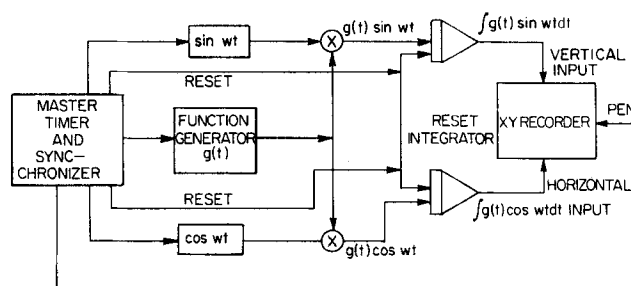 sin wt
X
g(t) sin wt
∫g(t) sin wtdt
VERTICAL
INPUT
RESET
MASTER
TIMER
AND
SYNC-
CHRONIZER
FUNCTION
GENERATOR
g(t)
RESET
INTEGRATOR
XY RECORDER
PEN
RESET
HORIZONTAL
∫g(t)cos wtdt INPUT
cos wt
X
g(t)cos wt